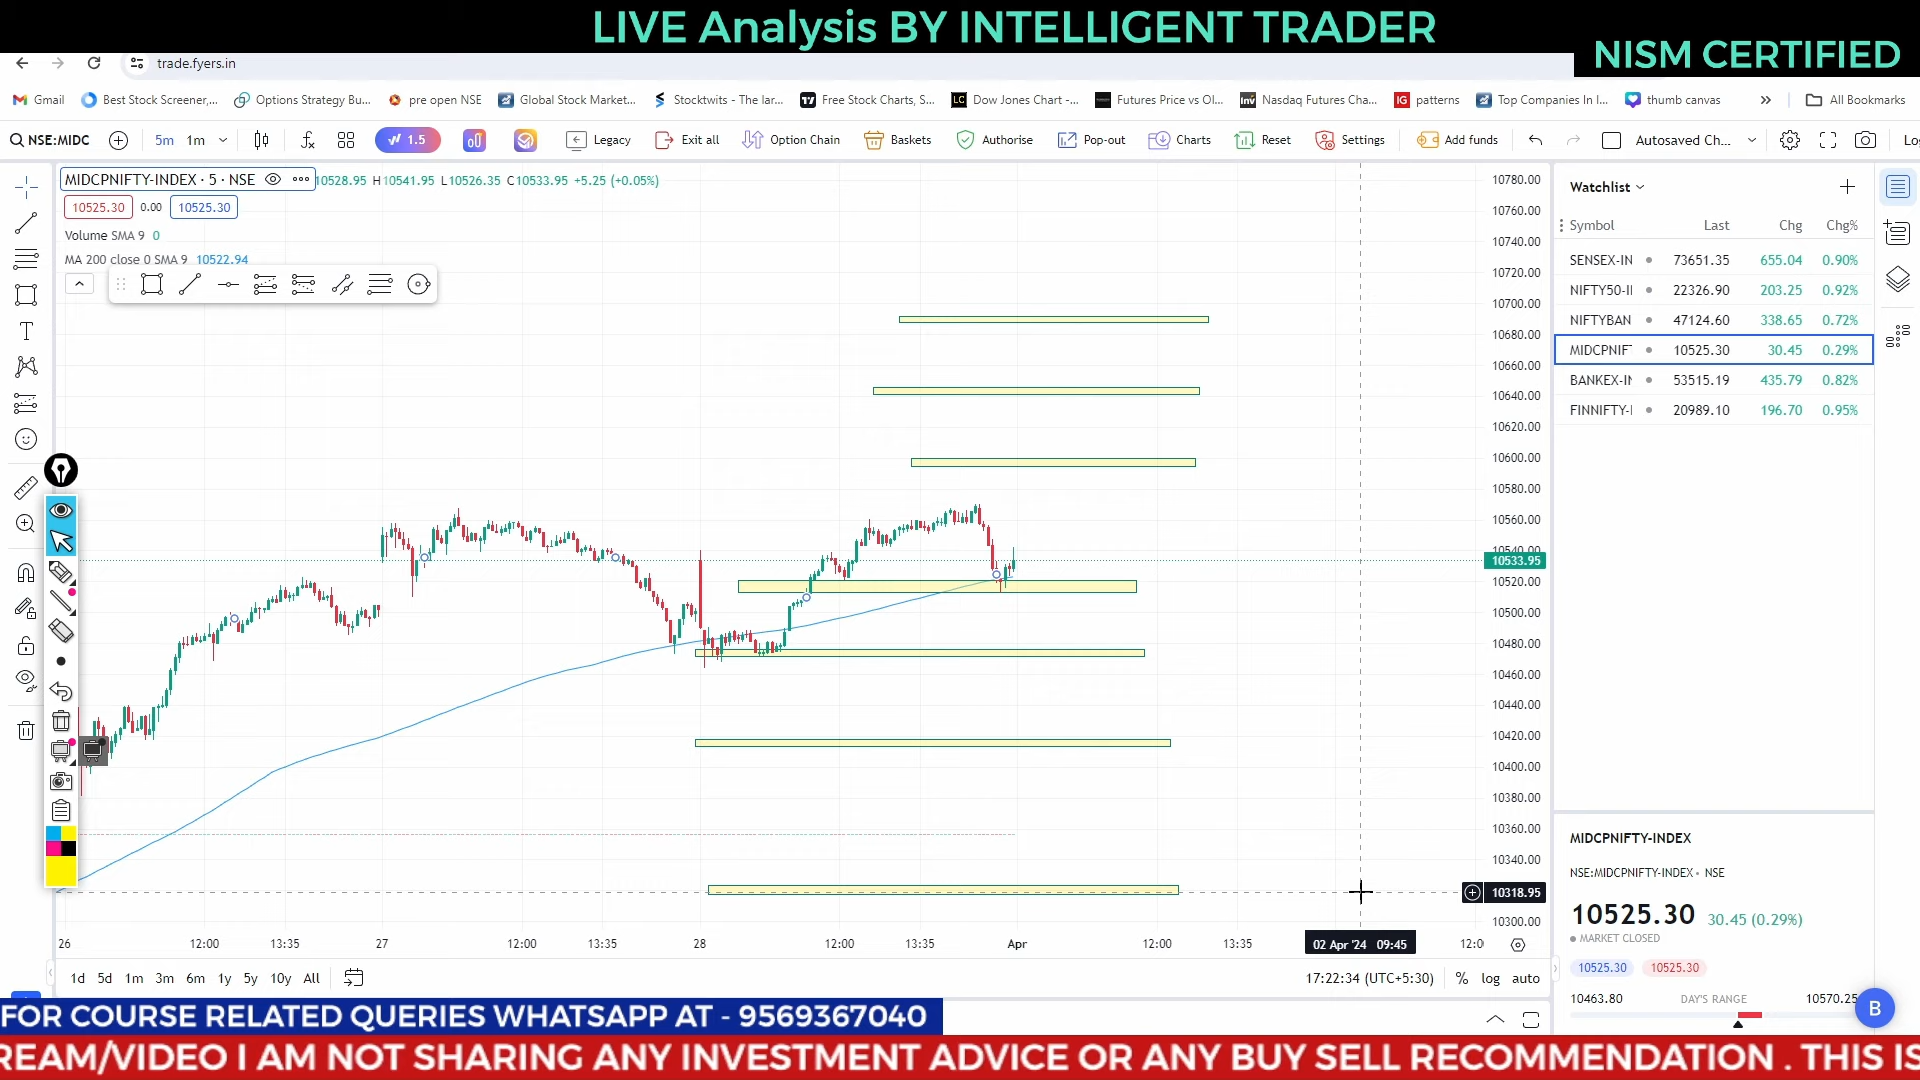 LIVE Analysis BY INTELLIGENT TRADER
NISM CERTIFIED
trade.fyers.in
Gmail Best Stock Screener,... Options Strategy Bu... pre open NSE Global Stock Market... Stocktwits - The lar... Free Stock Charts, S... Dow Jones Chart -... Futures Price vs Ol... Nasdaq Futures Cha... patterns Top Companies In I... thumb canvas All Bookmarks
NSE:MIDC 5m 1m 1.5 Legacy Exit all Option Chain Baskets Authorise Pop-out Charts Reset Settings Add funds Autosaved Ch...
MIDCPNIFTY-INDEX · 5 · NSE 10528.95 H10541.95 L10526.35 C10533.95 +5.25 (+0.05%)
10525.30 0.00 10525.30
Volume SMA 9 0
MA 200 close 0 SMA 9 10522.94
10780.00
10760.00
10740.00
10720.00
10700.00
10680.00
10660.00
10640.00
10620.00
10600.00
10580.00
10560.00
10540.00
10533.95
10520.00
10500.00
10480.00
10460.00
10440.00
10420.00
10400.00
10380.00
10360.00
10340.00
10318.95
10300.00
26 12:00 13:35 27 12:00 13:35 28 12:00 13:35 Apr 12:00 13:35 02 Apr '24 09:45 12:0
1d 5d 1m 3m 6m 1y 5y 10y All 17:22:34 (UTC+5:30) % log auto
Watchlist
Symbol Last Chg Chg%
SENSEX-IN 73651.35 655.04 0.90%
NIFTY50-II 22326.90 203.25 0.92%
NIFTYBAN 47124.60 338.65 0.72%
MIDCPNIF 10525.30 30.45 0.29%
BANKEX-II 53515.19 435.79 0.82%
FINNIFTY-I 20989.10 196.70 0.95%
MIDCPNIFTY-INDEX
NSE:MIDCPNIFTY-INDEX • NSE
10525.30 30.45 (0.29%)
MARKET CLOSED
10525.30 10525.30
10463.80 DAY'S RANGE 10570.25
B
FOR COURSE RELATED QUERIES WHATSAPP AT - 9569367040
REAM/VIDEO I AM NOT SHARING ANY INVESTMENT ADVICE OR ANY BUY SELL RECOMMENDATION . THIS IS